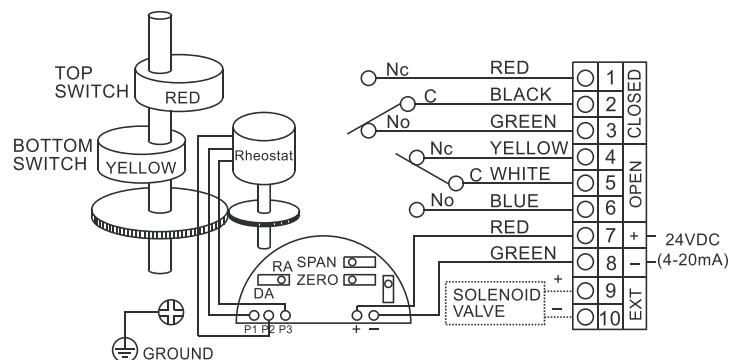 TOP
SWITCH
RED
BOTTOM
SWITCH
YELLOW
Rheostat
Nc RED 1
C BLACK 2
No GREEN 3
CLOSED
Nc YELLOW 4
C WHITE 5
No BLUE 6
OPEN
RED 7 + 24VDC
GREEN 8 – (4-20mA)
SOLENOID
VALVE
+ 9
– 10
EXT
RA SPAN
ZERO
DA
P1 P2 P3 + –
GROUND